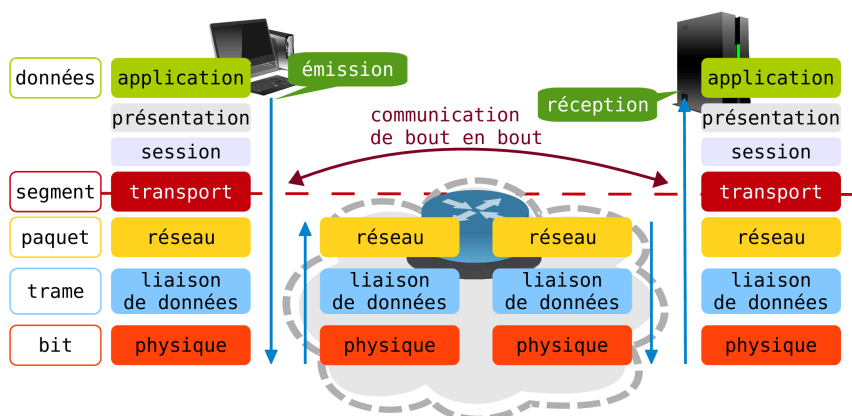 données
application
émission
application
réception
présentation
communication
de bout en bout
présentation
session
session
segment
transport
transport
paquet
réseau
réseau
réseau
réseau
trame
liaison
de données
liaison
de données
liaison
de données
liaison
de données
bit
physique
physique
physique
physique